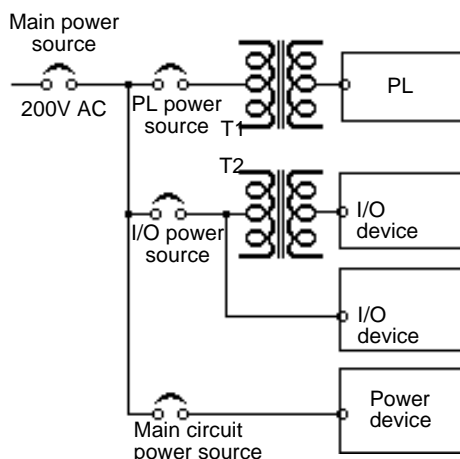 Main power
source
200V AC
PL power
source
PL
T1
T2
I/O power
source
I/O
device
I/O
device
Main circuit
power source
Power
device